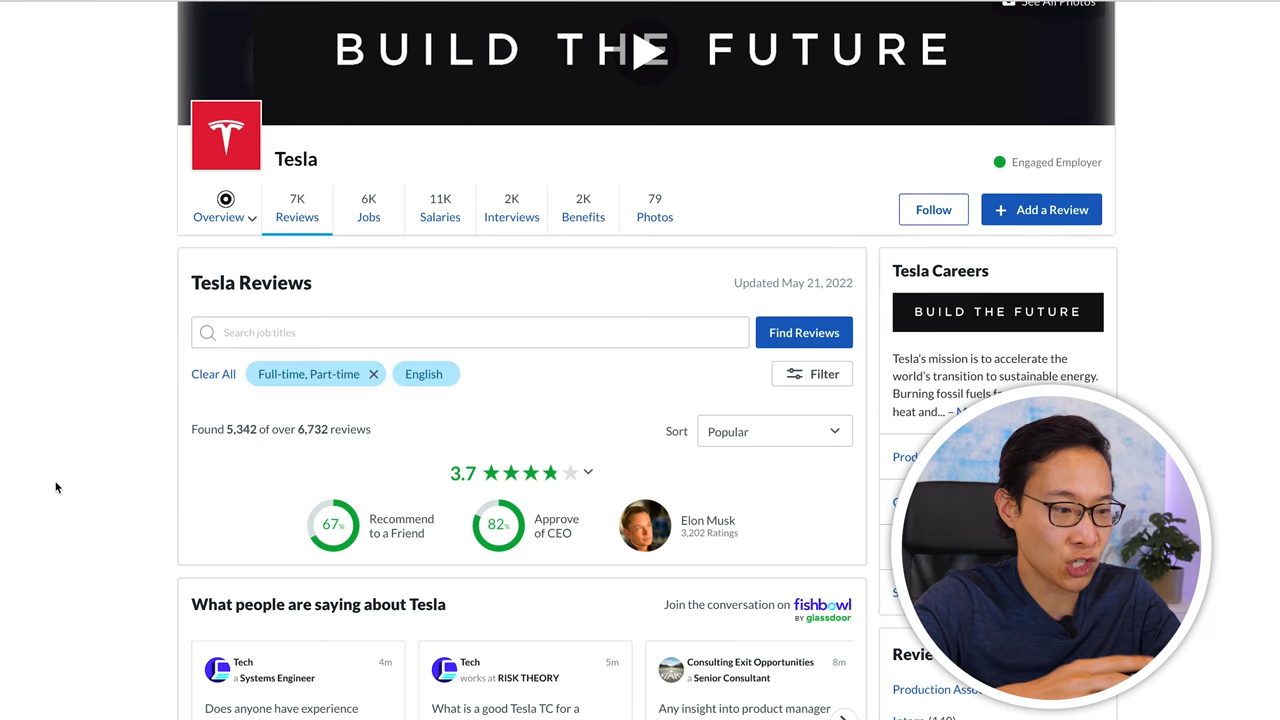 See All Photos
BUILD THE FUTURE
Tesla
Engaged Employer
Overview
7K
Reviews
6K
Jobs
11K
Salaries
2K
Interviews
2K
Benefits
79
Photos
Follow
+ Add a Review
Tesla Reviews
Updated May 21, 2022
Search job titles
Find Reviews
Clear All
Full-time, Part-time
English
Filter
Found 5,342 of over 6,732 reviews
Sort
Popular
3.7
67%
Recommend
to a Friend
82%
Approve
of CEO
Elon Musk
3,202 Ratings
What people are saying about Tesla
Join the conversation on fishbowl
BY glassdoor
Tech
a Systems Engineer
4m
Does anyone have experience
Tech
works at RISK THEORY
5m
What is a good Tesla TC for a
Consulting Exit Opportunities
a Senior Consultant
8m
Any insight into product manager
Tesla Careers
BUILD THE FUTURE
Tesla's mission is to accelerate the
world's transition to sustainable energy.
Burning fossil fuels
heat and... –